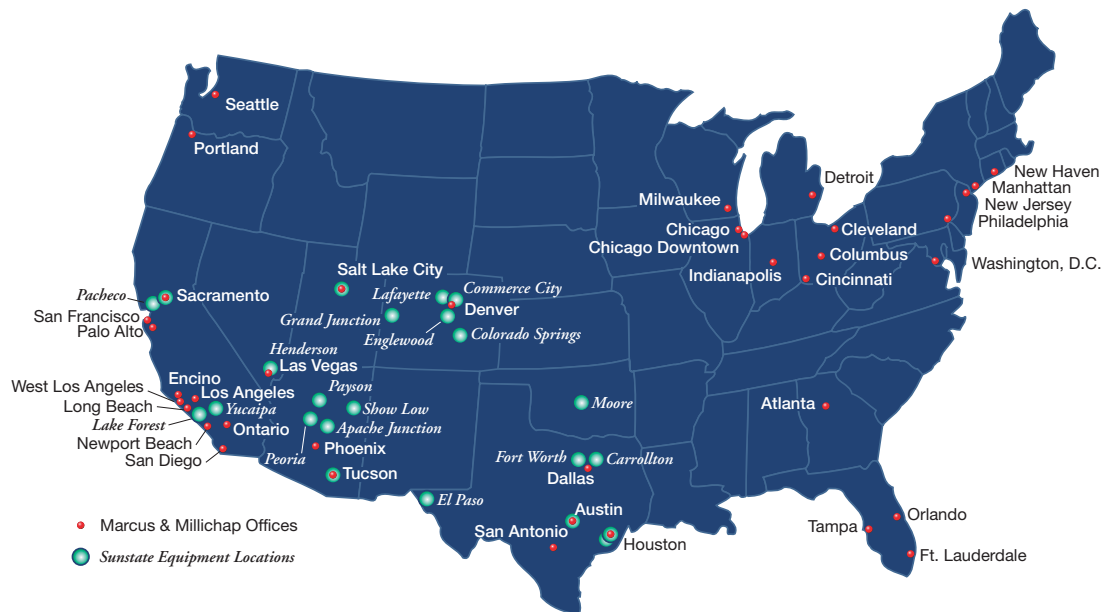 Seattle
Portland
Detroit
New Haven
Manhattan
New Jersey
Philadelphia
Milwaukee
Chicago
Chicago Downtown
Cleveland
Columbus
Indianapolis
Cincinnati
Washington, D.C.
Salt Lake City
Pacheco
Sacramento
Lafayette
Commerce City
Denver
San Francisco
Palo Alto
Grand Junction
Englewood
Colorado Springs
Henderson
Las Vegas
Encino
West Los Angeles
Los Angeles
Payson
Long Beach
Yucaipa
Show Low
Moore
Atlanta
Lake Forest
Ontario
Apache Junction
Newport Beach
San Diego
Peoria
Phoenix
Fort Worth
Carrollton
Tucson
Dallas
El Paso
Austin
San Antonio
Houston
Orlando
Tampa
Ft. Lauderdale
Marcus & Millichap Offices
Sunstate Equipment Locations